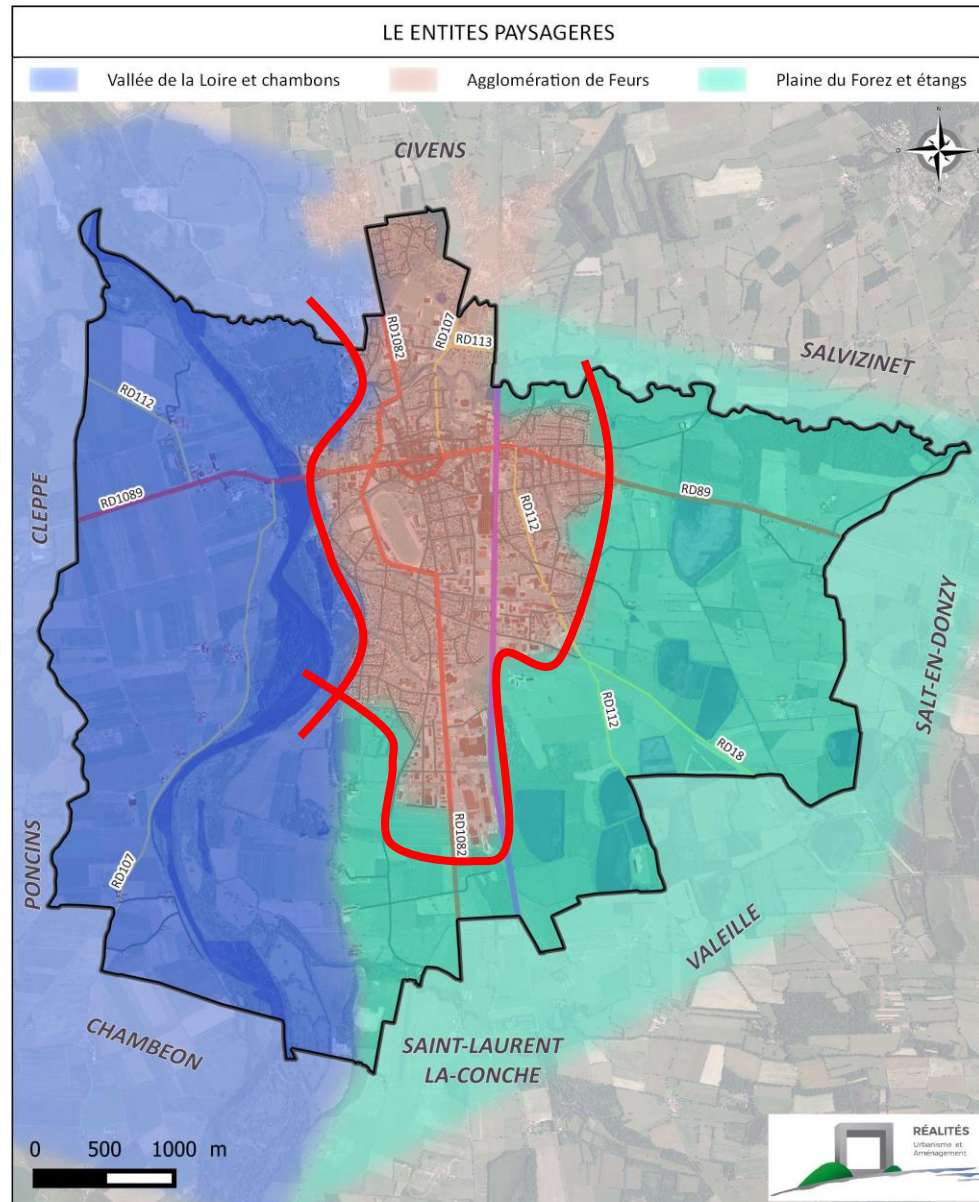 LE ENTITES PAYSAGERES
Vallée de la Loire et chambons
Agglomération de Feurs
Plaine du Forez et étangs
CIVENS
N
O
E
S
RD1082
RD107
RD113
SALVIZINET
RD112
CLEPPE
RD1089
RD89
RD112
SALT-EN-DONZY
RD112
RD18
PONCINS
RD107
RD1082
VALEILLE
CHAMBEON
SAINT-LAURENT
LA-CONCHE
0 500 1000 m
RÉALITÉS
Urbanisme et
Aménagement